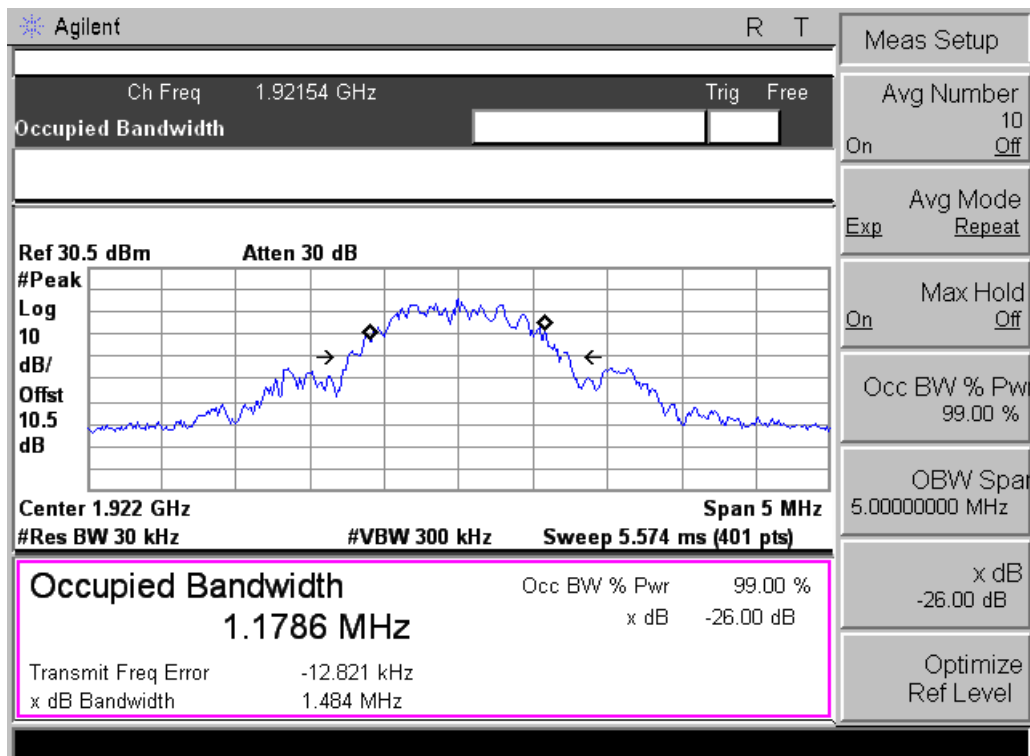 Agilent R T
Ch Freq 1.92154 GHz Trig Free
Occupied Bandwidth
Ref 30.5 dBm Atten 30 dB
#Peak
Log
10
dB/
Offst
10.5
dB
Center 1.922 GHz Span 5 MHz
#Res BW 30 kHz #VBW 300 kHz Sweep 5.574 ms (401 pts)
Occupied Bandwidth
1.1786 MHz
Occ BW % Pwr 99.00 %
x dB -26.00 dB
Transmit Freq Error -12.821 kHz
x dB Bandwidth 1.484 MHz
Meas Setup
Avg Number
10
On Off
Avg Mode
Exp Repeat
Max Hold
On Off
Occ BW % Pwr
99.00 %
OBW Span
5.00000000 MHz
x dB
-26.00 dB
Optimize
Ref Level